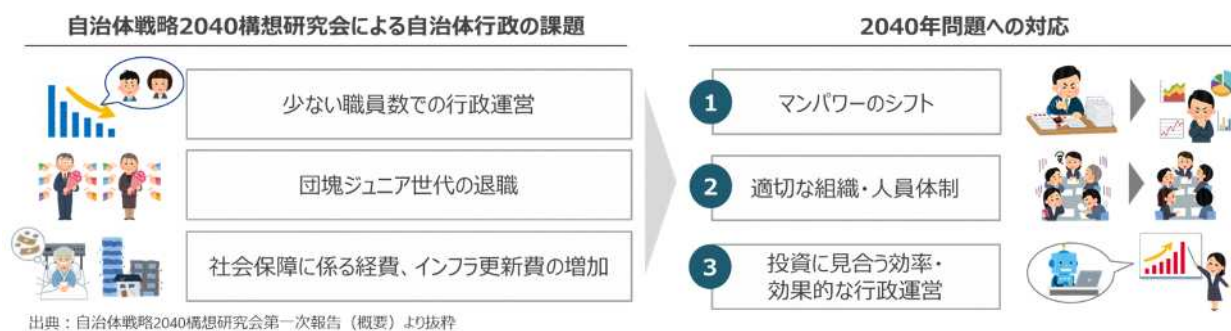 自治体戦略2040構想研究会による自治体行政の課題
少ない職員数での行政運営
団塊ジュニア世代の退職
社会保障に係る経費、インフラ更新費の増加
出典：自治体戦略2040構想研究会第一次報告（概要）より抜粋
2040年問題への対応
1 マンパワーのシフト
2 適切な組織・人員体制
3 投資に見合う効率・
効果的な行政運営